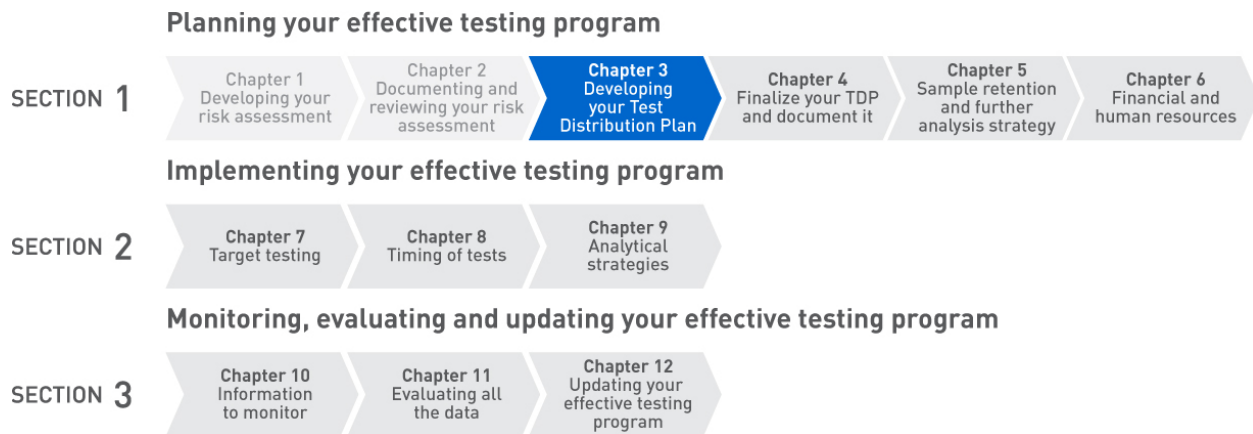 Planning your effective testing program
SECTION 1
Chapter 1
Developing your
risk assessment
Chapter 2
Documenting and
reviewing your risk
assessment
Chapter 3
Developing
your Test
Distribution Plan
Chapter 4
Finalize your TDP
and document it
Chapter 5
Sample retention
and further
analysis strategy
Chapter 6
Financial and
human resources
Implementing your effective testing program
SECTION 2
Chapter 7
Target testing
Chapter 8
Timing of tests
Chapter 9
Analytical
strategies
Monitoring, evaluating and updating your effective testing program
SECTION 3
Chapter 10
Information
to monitor
Chapter 11
Evaluating all
the data
Chapter 12
Updating your
effective testing
program